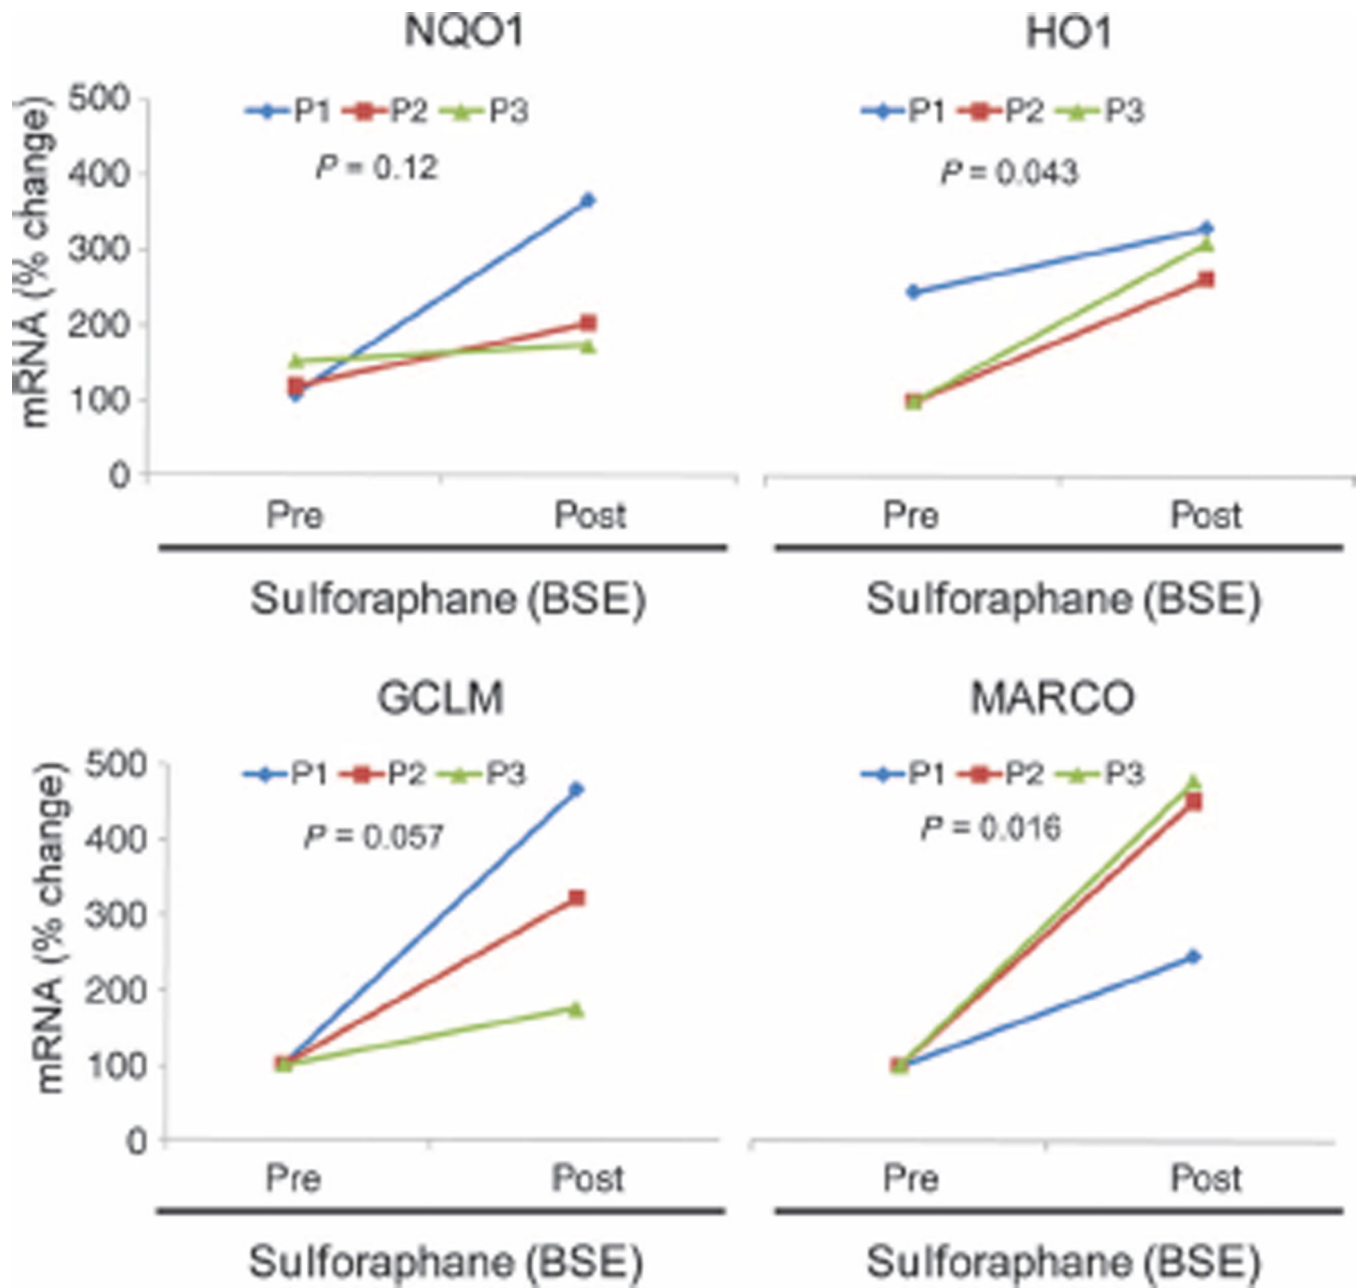 NQO1
HO1
mRNA (% change)
500
400
300
200
100
0
P1 P2 P3
P = 0.12
P1 P2 P3
P = 0.043
Pre Post
Pre Post
Sulforaphane (BSE)
Sulforaphane (BSE)
GCLM
MARCO
mRNA (% change)
500
400
300
200
100
0
P1 P2 P3
P = 0.057
P1 P2 P3
P = 0.016
Pre Post
Pre Post
Sulforaphane (BSE)
Sulforaphane (BSE)